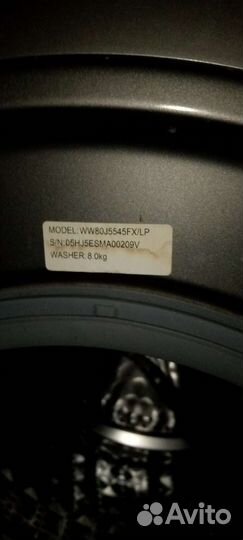 MODEL: WW80J5545FX/LP
S/N:05HJ5ESMA00209V
WASHER: 8.0kg
Avito